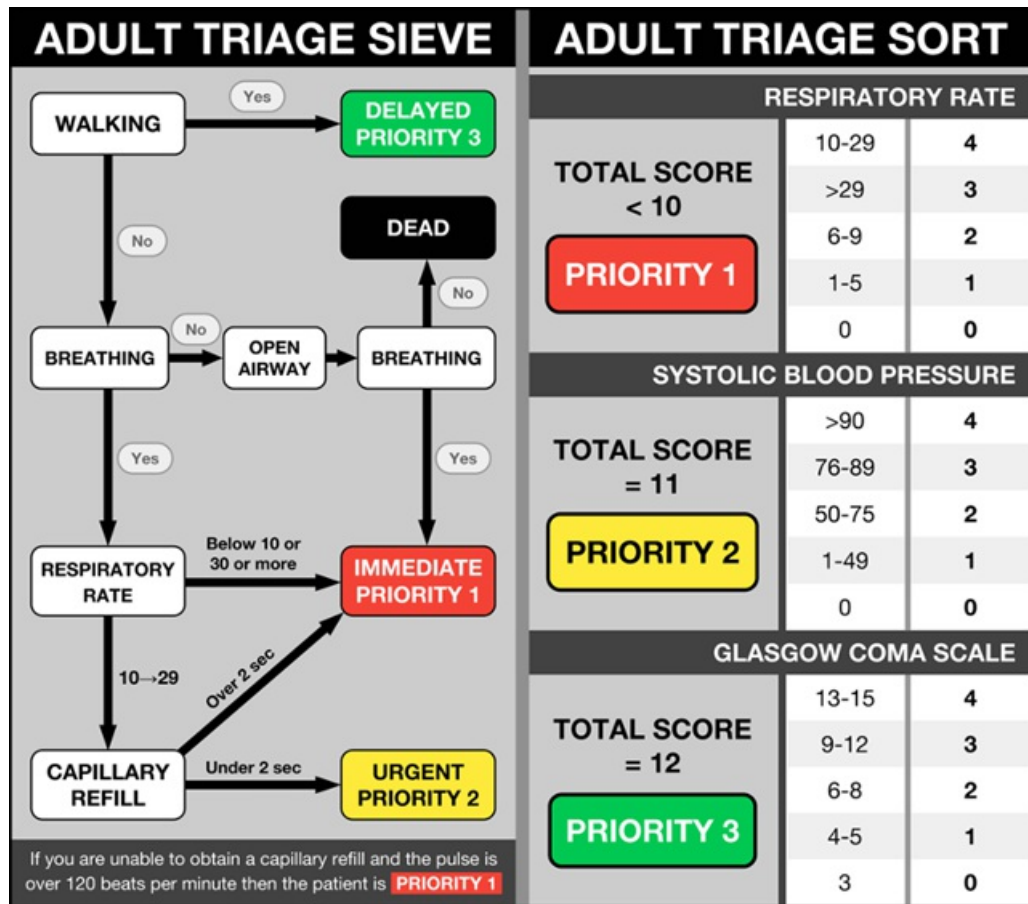 ADULT TRIAGE SIEVE
WALKING
Yes
DELAYED
PRIORITY 3
No
DEAD
No
BREATHING
No
OPEN
AIRWAY
BREATHING
Yes
Yes
RESPIRATORY
RATE
Below 10 or
30 or more
IMMEDIATE
PRIORITY 1
10→29
Over 2 sec
CAPILLARY
REFILL
Under 2 sec
URGENT
PRIORITY 2
If you are unable to obtain a capillary refill and the pulse is
over 120 beats per minute then the patient is PRIORITY 1
ADULT TRIAGE SORT
RESPIRATORY RATE
TOTAL SCORE
< 10
PRIORITY 1
10-29 4
>29 3
6-9 2
1-5 1
0 0
SYSTOLIC BLOOD PRESSURE
TOTAL SCORE
= 11
PRIORITY 2
>90 4
76-89 3
50-75 2
1-49 1
0 0
GLASGOW COMA SCALE
TOTAL SCORE
= 12
PRIORITY 3
13-15 4
9-12 3
6-8 2
4-5 1
3 0